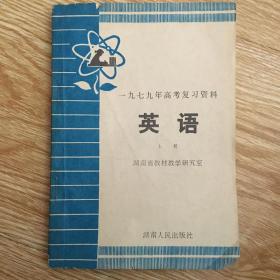 一九七九年高考复习资料
英语
上册
湖南省教材教学研究室
湖南人民出版社